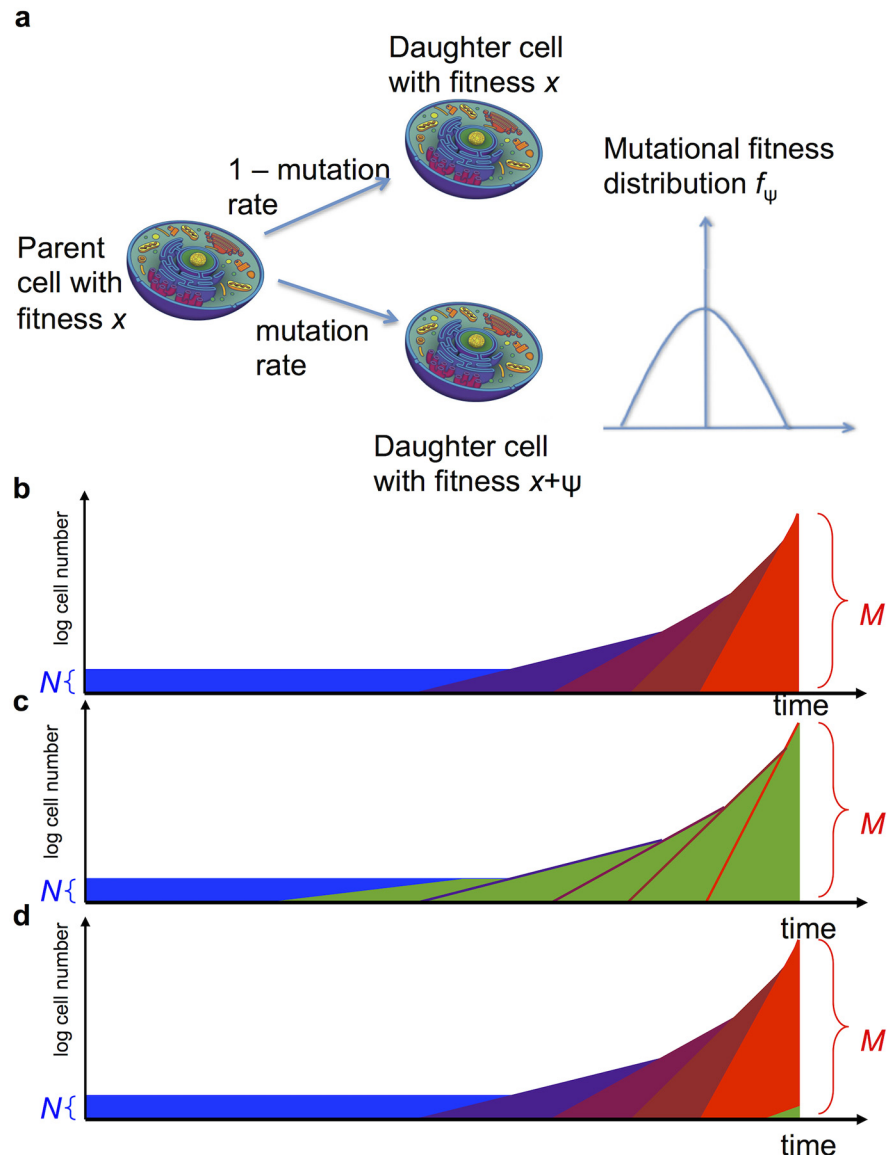 a
Daughter cell
with fitness x
1 – mutation
rate
Parent
cell with
fitness x
mutation
rate
Daughter cell
with fitness x+ψ
Mutational fitness
distribution fψ
b
log cell number
N{
M
time
c
log cell number
N{
M
time
d
log cell number
N{
M
time